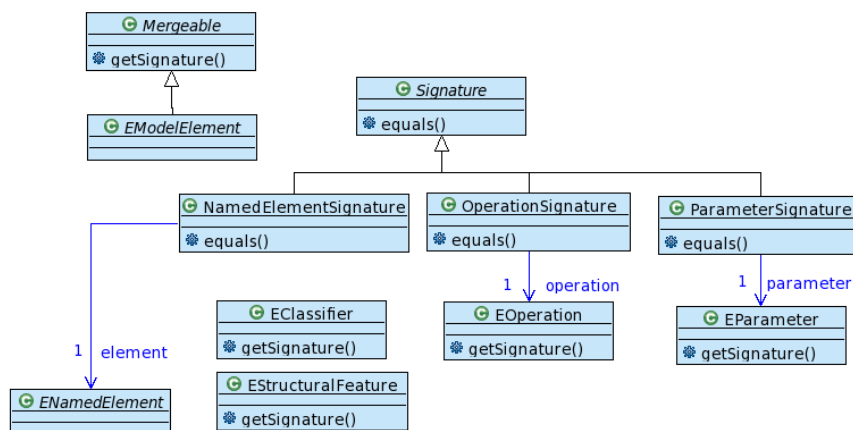 Mergeable
getSignature()
EModelElement
Signature
equals()
NamedElementSignature
equals()
OperationSignature
equals()
ParameterSignature
equals()
1 element
1 operation
1 parameter
EClassifier
getSignature()
EOperation
getSignature()
EParameter
getSignature()
EStructuralFeature
getSignature()
ENamedElement